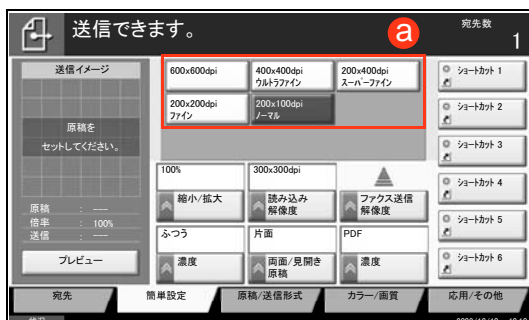 送信できます。
a
宛先数
1
送信イメージ
原稿を
セットしてください。
原稿 : ---
倍率 : 100%
送信 : ---
プレビュー
600x600dpi
400x400dpi
ウルトラファイン
200x400dpi
スーパーファイン
200x200dpi
ファイン
200x100dpi
ノーマル
100%
縮小/拡大
300x300dpi
読み込み
解像度
ファクス送信
解像度
ふつう
濃度
片面
両面/見開き
原稿
PDF
濃度
ショートカット 1
ショートカット 2
ショートカット 3
ショートカット 4
ショートカット 5
ショートカット 6
宛先
簡単設定
原稿/送信形式
カラー/画質
応用/その他